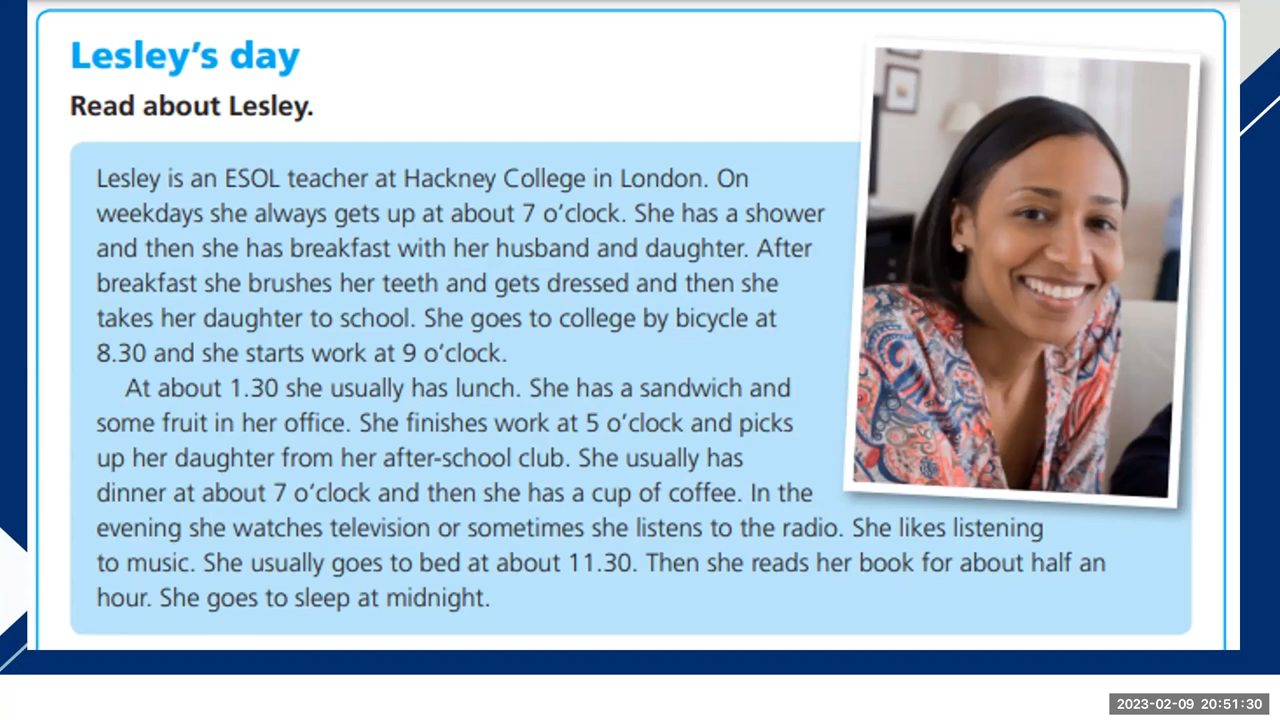 Lesley’s day
Read about Lesley.
Lesley is an ESOL teacher at Hackney College in London. On
weekdays she always gets up at about 7 o’clock. She has a shower
and then she has breakfast with her husband and daughter. After
breakfast she brushes her teeth and gets dressed and then she
takes her daughter to school. She goes to college by bicycle at
8.30 and she starts work at 9 o’clock.
At about 1.30 she usually has lunch. She has a sandwich and
some fruit in her office. She finishes work at 5 o’clock and picks
up her daughter from her after-school club. She usually has
dinner at about 7 o’clock and then she has a cup of coffee. In the
evening she watches television or sometimes she listens to the radio. She likes listening
to music. She usually goes to bed at about 11.30. Then she reads her book for about half an
hour. She goes to sleep at midnight.
2023-02-09 20:51:30